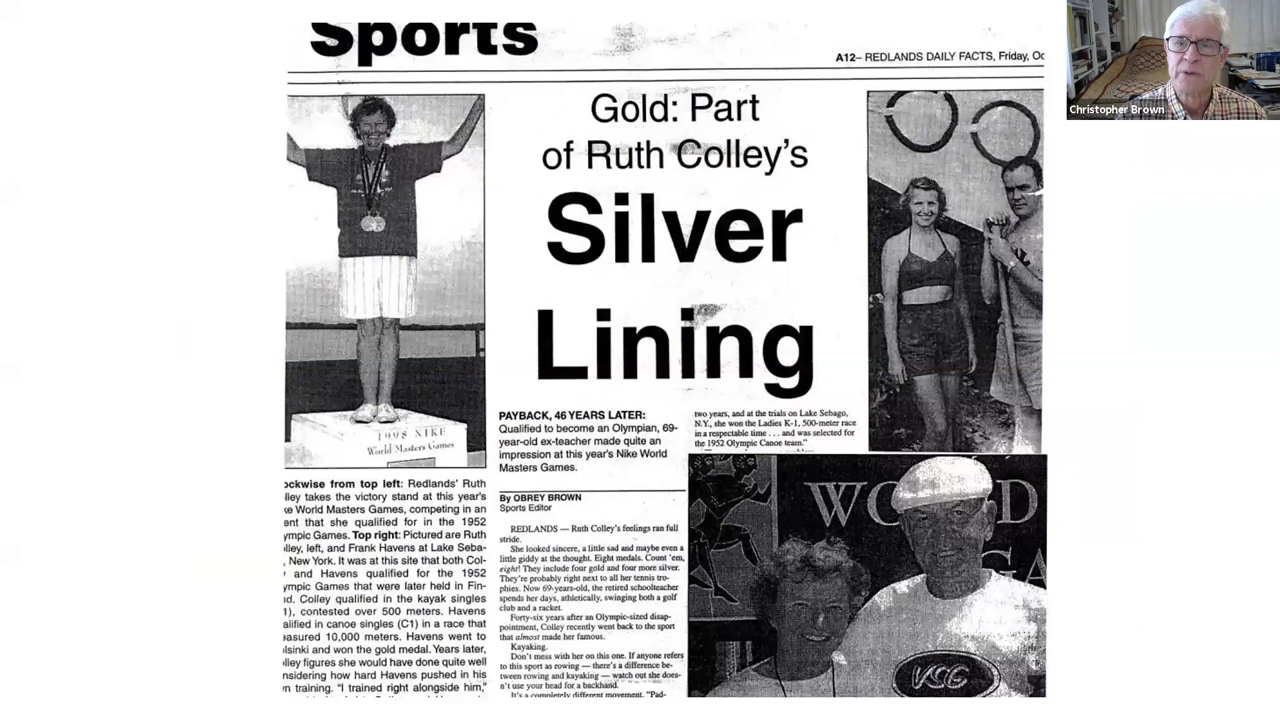 Sports
A12– REDLANDS DAILY FACTS, Friday,
Christopher Brown
Gold: Part
of Ruth Colley's
Silver
Lining
1998 NIKE
World Masters Games
PAYBACK, 46 YEARS LATER:
Qualified to become an Olympian, 69-
year-old ex-teacher made quite an
impression at this year's Nike World
Masters Games.
By OBREY BROWN
Sports Editor
REDLANDS — Ruth Colley's feelings ran full
stride.
She looked sincere, a little sad and maybe even a
little giddy at the thought. Eight medals. Count 'em,
eight! They include four gold and four more silver.
They're probably right next to all her tennis tro-
phies. Now 69-years-old, the retired schoolteacher
spends her days, athletically, swinging both a golf
club and a racket.
Forty-six years after an Olympic-sized disap-
pointment, Colley recently went back to the sport
that almost made her famous.
Kayaking.
Don't mess with her on this one. If anyone refers
to this sport as rowing — there's a difference be-
tween rowing and kayaking — watch out she does-
n't use your head for a backhand.
It's a completely different movement. "Pad-
two years, and at the trials on Lake Sebago,
N.Y., she won the Ladies K-1, 500-meter race
in a respectable time . . . and was selected for
the 1952 Olympic Canoe team."
ockwise from top left: Redlands' Ruth
lley takes the victory stand at this year's
ke World Masters Games, competing in an
ent that she qualified for in the 1952
ympic Games. Top right: Pictured are Ruth
lley, left, and Frank Havens at Lake Seba-
, New York. It was at this site that both Col-
and Havens qualified for the 1952
ympic Games that were later held in Fin-
d. Colley qualified in the kayak singles
1), contested over 500 meters. Havens
alified in canoe singles (C1) in a race that
easured 10,000 meters. Havens went to
lsinki and won the gold medal. Years later,
lley figures she would have done quite well
nsidering how hard Havens pushed in his
n training. "I trained right alongside him,"
WO D
GA
VSG